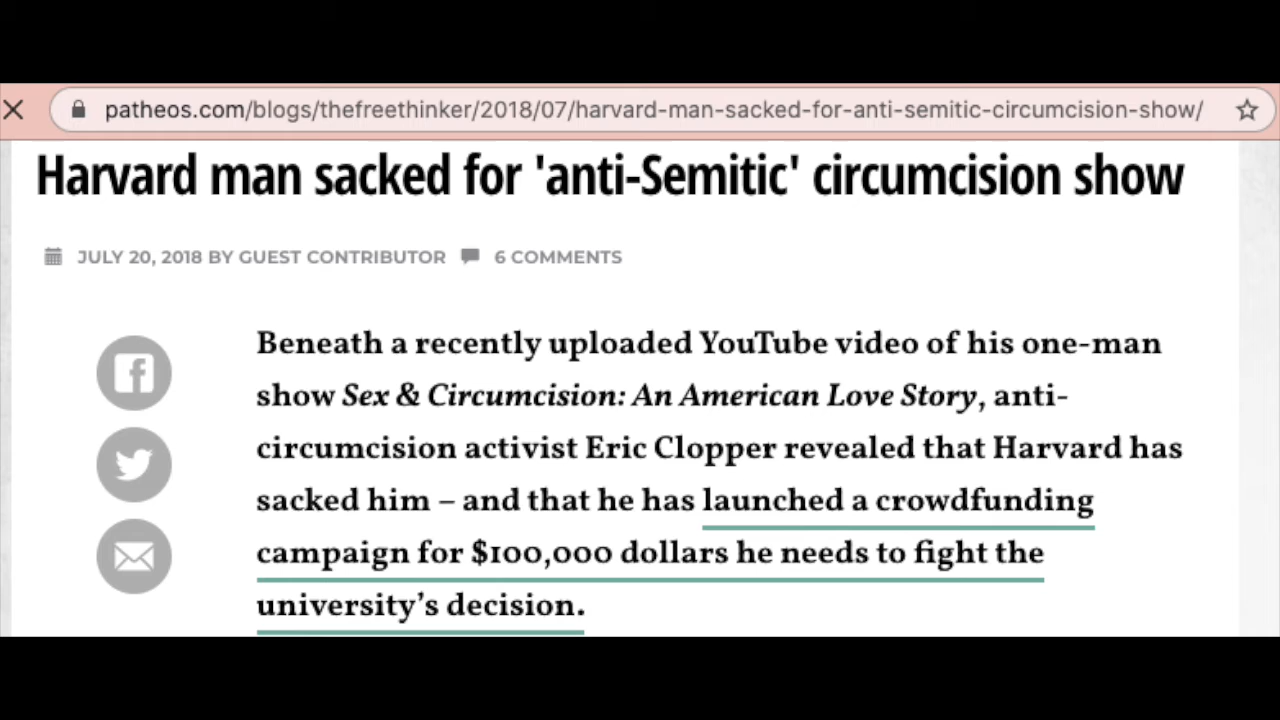 patheos.com/blogs/thefreethinker/2018/07/harvard-man-sacked-for-anti-semitic-circumcision-show/
Harvard man sacked for 'anti-Semitic' circumcision show
JULY 20, 2018 BY GUEST CONTRIBUTOR 6 COMMENTS
Beneath a recently uploaded YouTube video of his one-man
show Sex & Circumcision: An American Love Story, anti-
circumcision activist Eric Clopper revealed that Harvard has
sacked him – and that he has launched a crowdfunding
campaign for $100,000 dollars he needs to fight the
university’s decision.